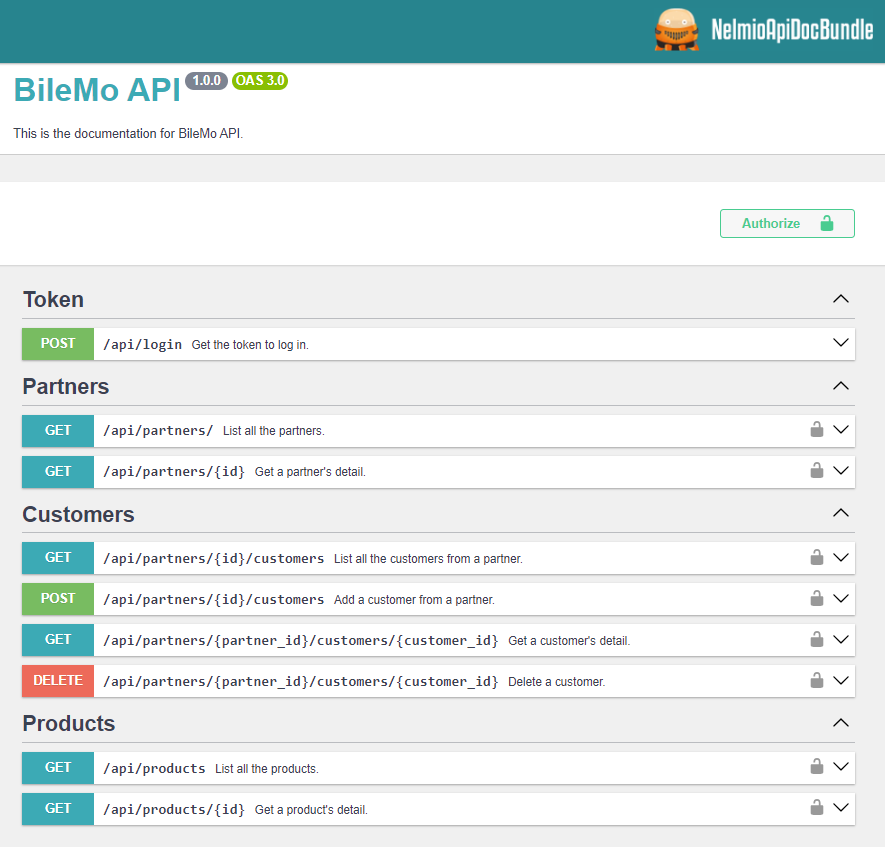 NelmioApiDocBundle
BileMo API 1.0.0 OAS 3.0
This is the documentation for BileMo API.
Authorize
Token
POST /api/login Get the token to log in.
Partners
GET /api/partners/ List all the partners.
GET /api/partners/{id} Get a partner's detail.
Customers
GET /api/partners/{id}/customers List all the customers from a partner.
POST /api/partners/{id}/customers Add a customer from a partner.
GET /api/partners/{partner_id}/customers/{customer_id} Get a customer's detail.
DELETE /api/partners/{partner_id}/customers/{customer_id} Delete a customer.
Products
GET /api/products List all the products.
GET /api/products/{id} Get a product's detail.